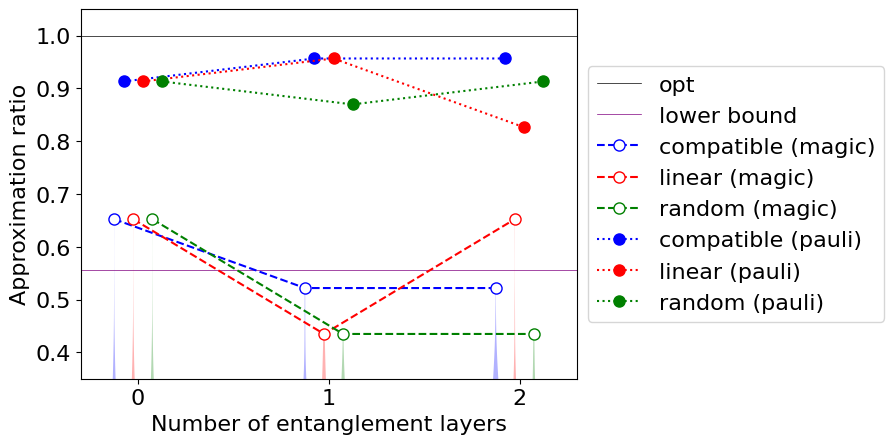 1.0
0.9
0.8
0.7
0.6
0.5
0.4
Approximation ratio
0 1 2
Number of entanglement layers
opt
lower bound
compatible (magic)
linear (magic)
random (magic)
compatible (pauli)
linear (pauli)
random (pauli)